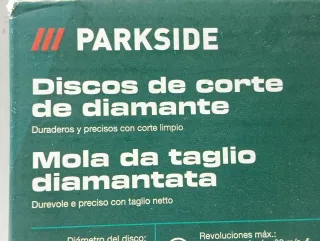 PARKSIDE
Discos de corte
de diamante
Duraderos y precisos con corte limpio
Mola da taglio
diamantata
Durevole e preciso con taglio netto
Diámetro del disco:
Revoluciones máx.: